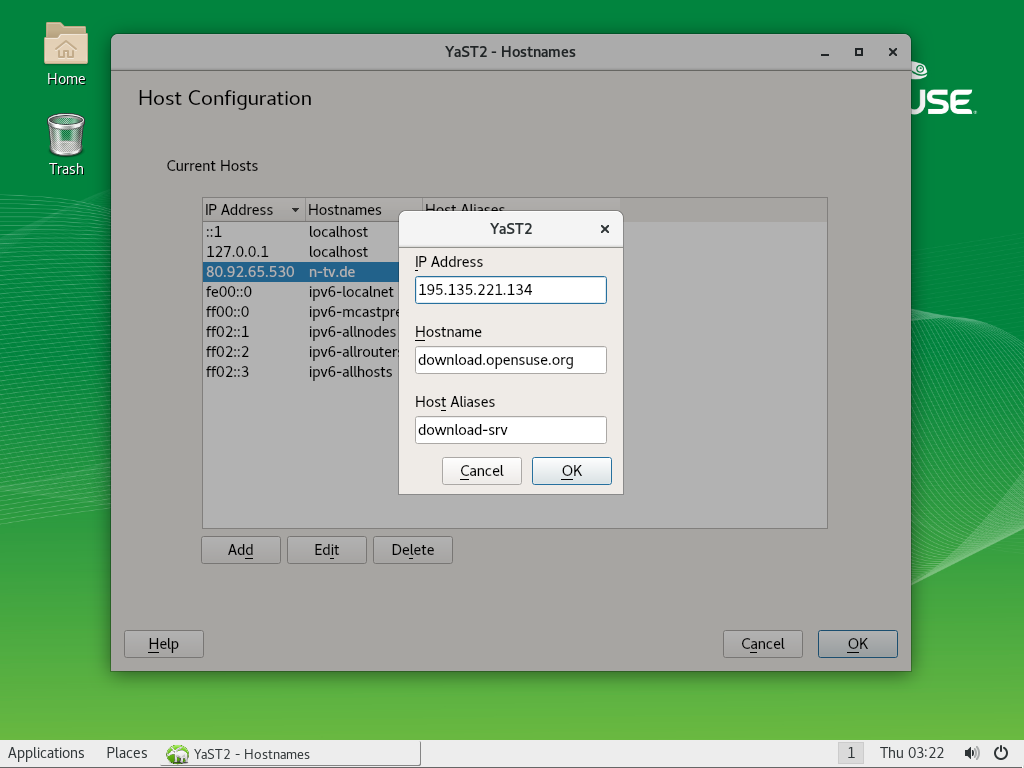 Home
Trash
YaST2 - Hostnames
USE
Host Configuration
Current Hosts
IP Address Hostnames Host Aliases
::1 localhost
127.0.0.1 localhost
80.92.65.530 n-tv.de
fe00::0 ipv6-localnet
ff00::0 ipv6-mcastpre
ff02::1 ipv6-allnodes
ff02::2 ipv6-allrouters
ff02::3 ipv6-allhosts
YaST2
IP Address
195.135.221.134
Hostname
download.opensuse.org
Host Aliases
download-srv
Cancel OK
Add Edit Delete
Help Cancel OK
Applications Places YaST2 - Hostnames 1 Thu 03:22